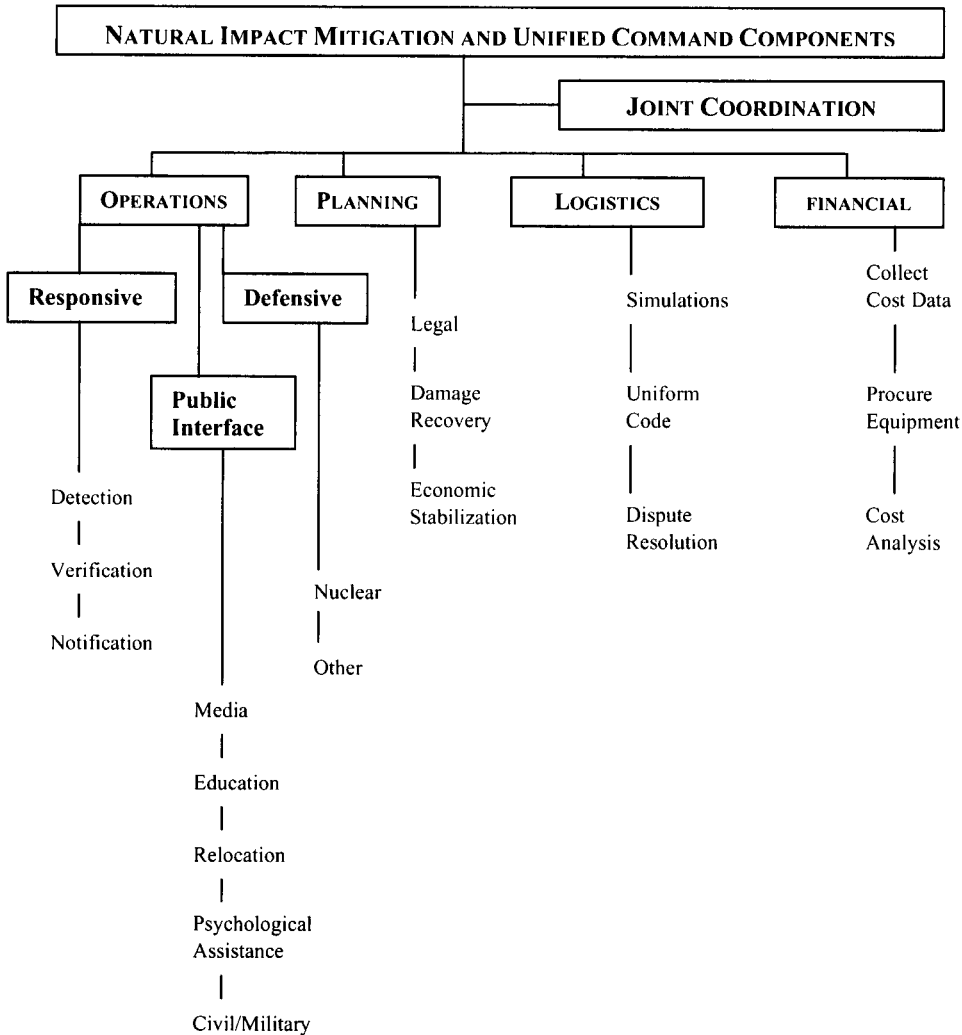 NATURAL IMPACT MITIGATION AND UNIFIED COMMAND COMPONENTS
JOINT COORDINATION
OPERATIONS
PLANNING
LOGISTICS
FINANCIAL
Responsive
Defensive
Public
Interface
Detection
Verification
Notification
Media
Education
Relocation
Psychological
Assistance
Civil/Military
Nuclear
Other
Legal
Damage
Recovery
Economic
Stabilization
Simulations
Uniform
Code
Dispute
Resolution
Collect
Cost Data
Procure
Equipment
Cost
Analysis